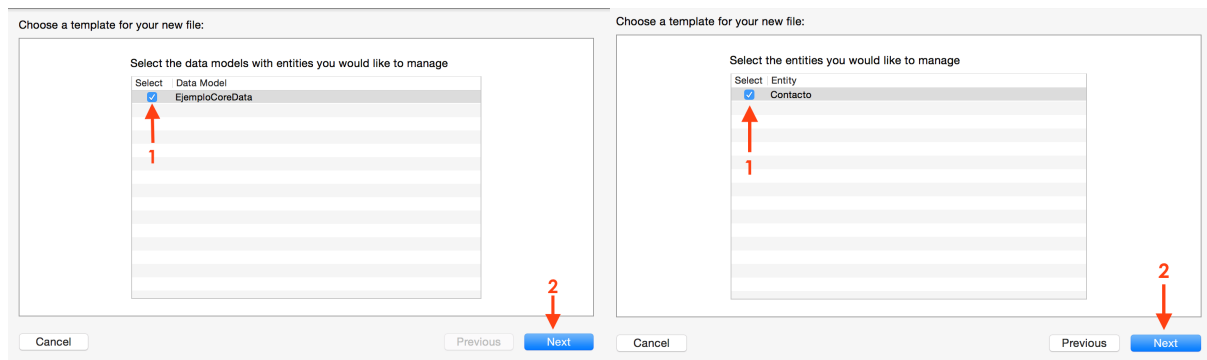 Choose a template for your new file:
Select the data models with entities you would like to manage
Select Data Model
EjemploCoreData
1
2
Cancel
Previous
Next
Choose a template for your new file:
Select the entities you would like to manage
Select Entity
Contacto
1
2
Cancel
Previous
Next